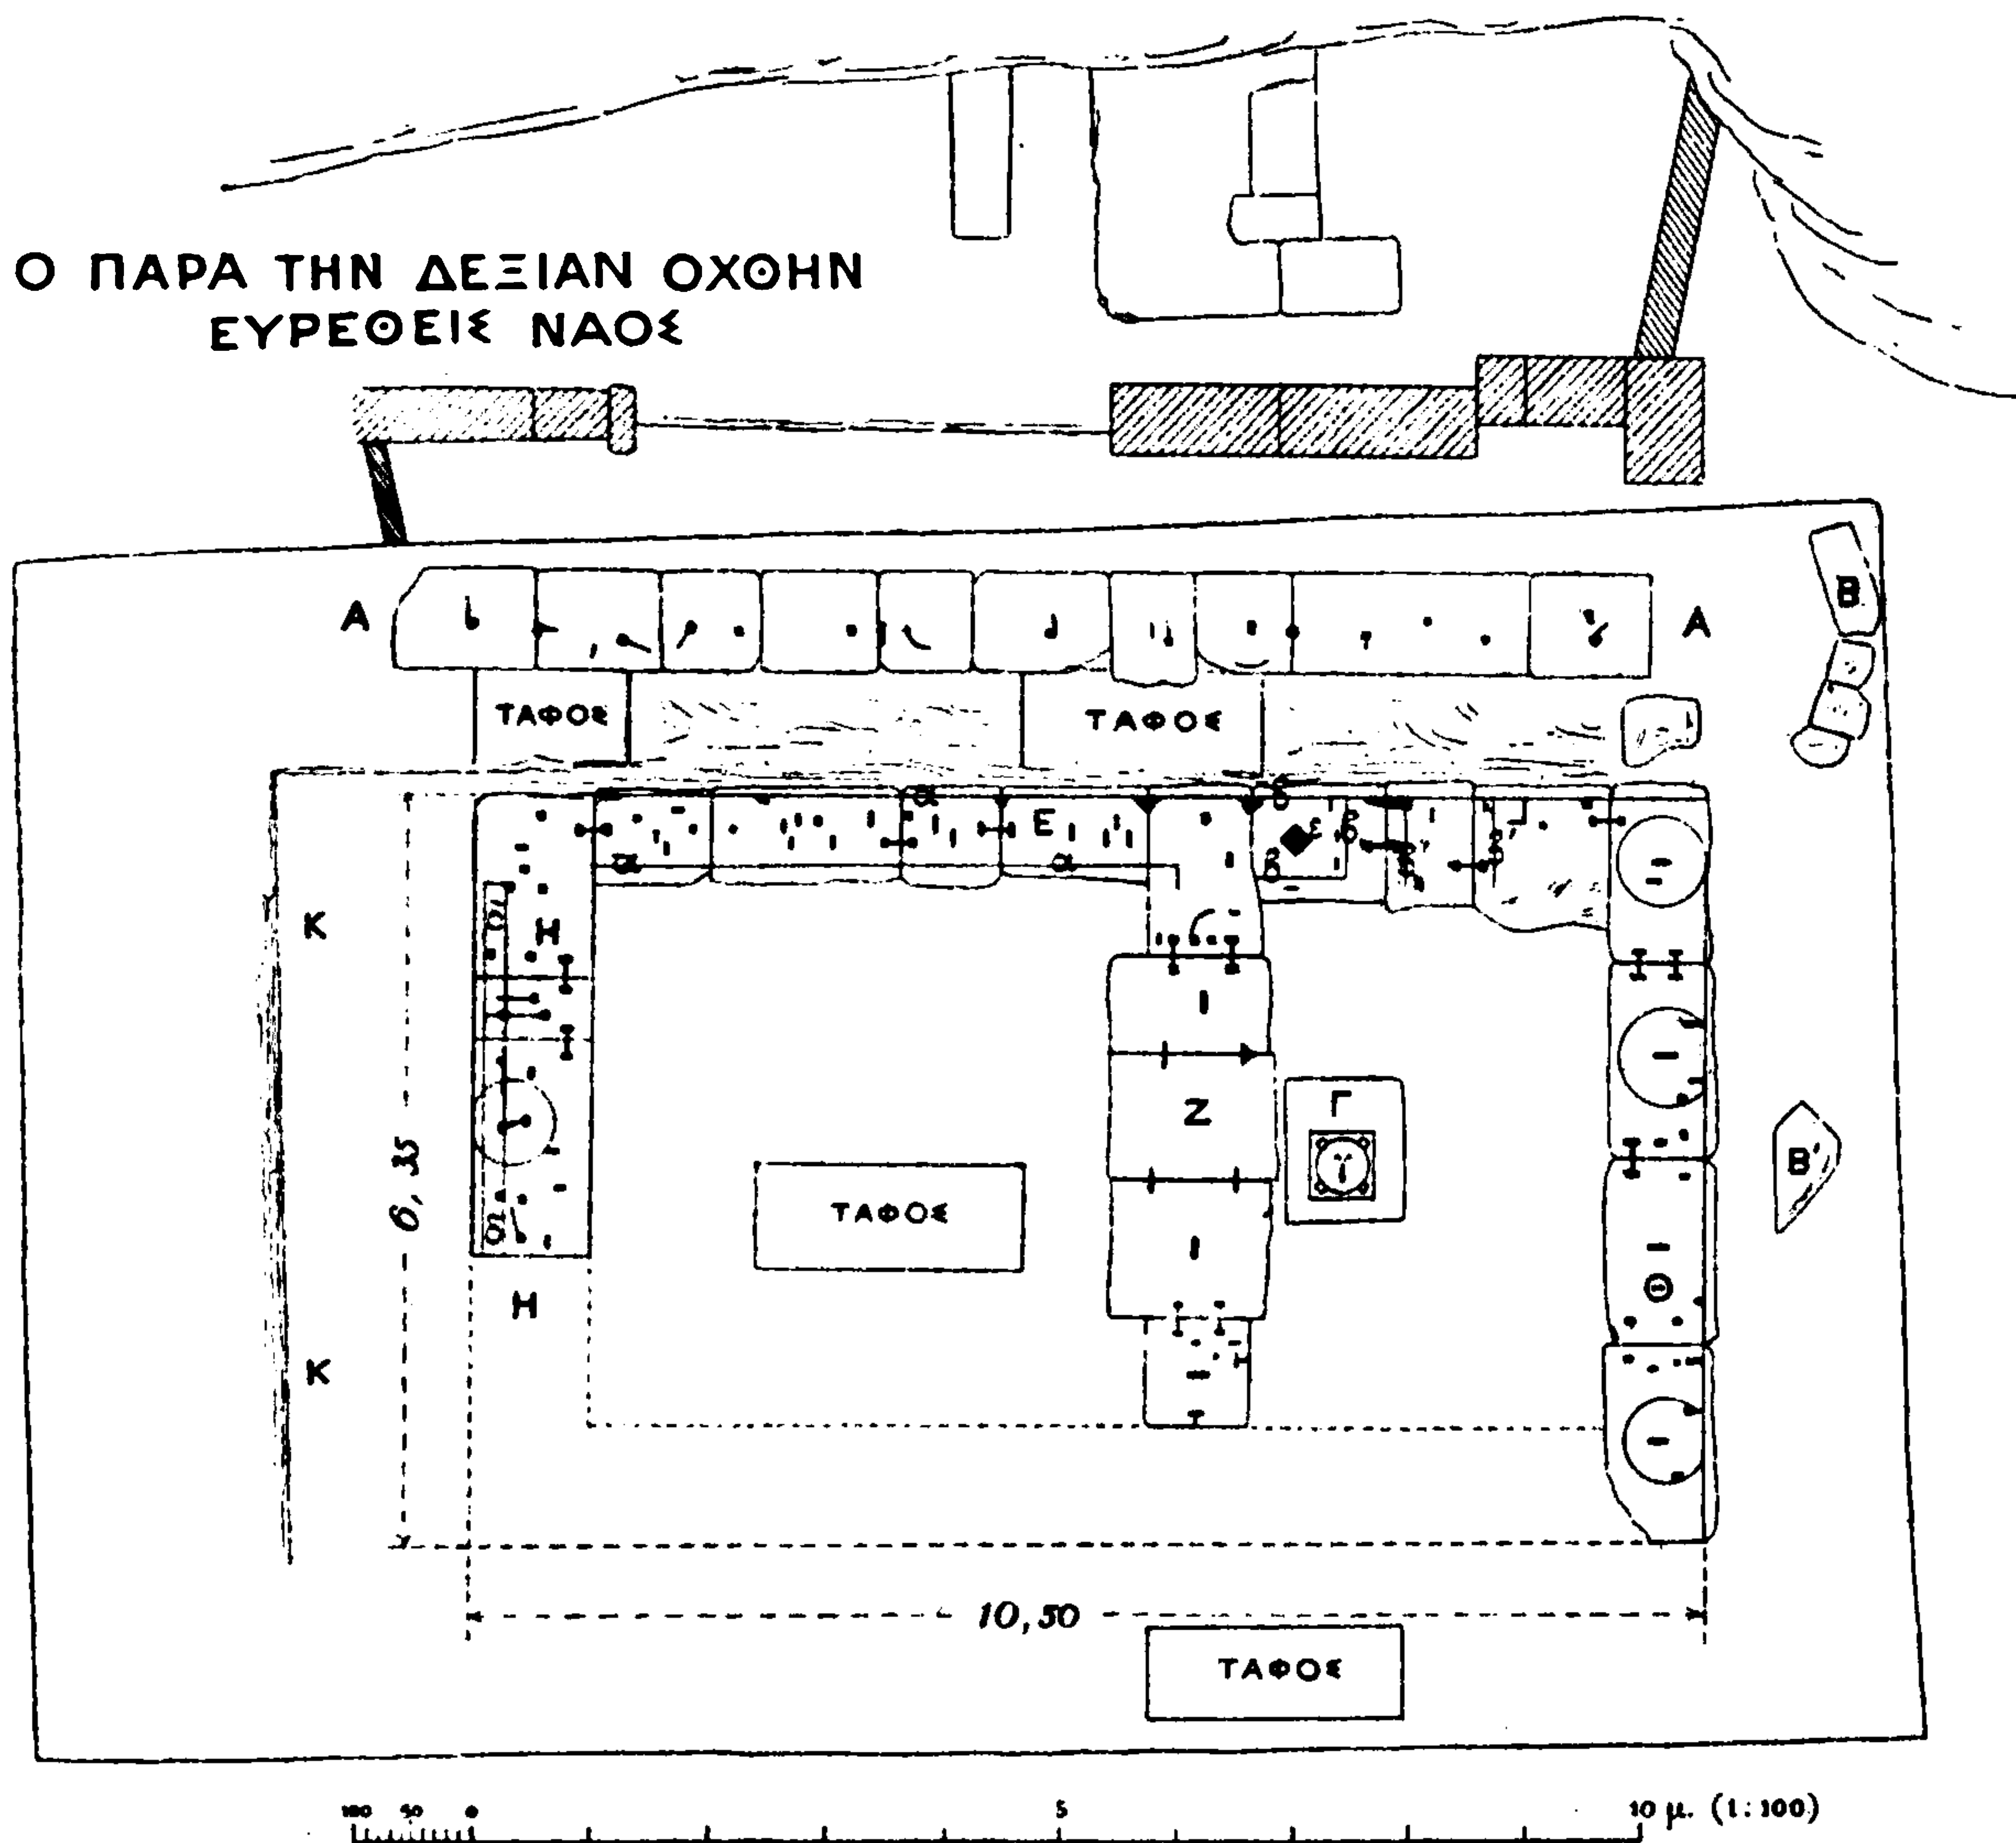 Ο ΠΑΡΑ ΤΗΝ ΔΕΞΙΑΝ ΟΧΘΗΝ
ΕΥΡΕΘΕΙΣ ΝΑΟΣ
Α
Α
Β
ΤΑΦΟΣ
ΤΑΦΟΣ
α
Ε
α
α
β
ε
β
Κ
Η
Ι
Ζ
Γ
γ
Β'
6,35
ΤΑΦΟΣ
Ι
Θ
Η
Κ
10,50
ΤΑΦΟΣ
100 50 0 5 10 μ. (1:100)